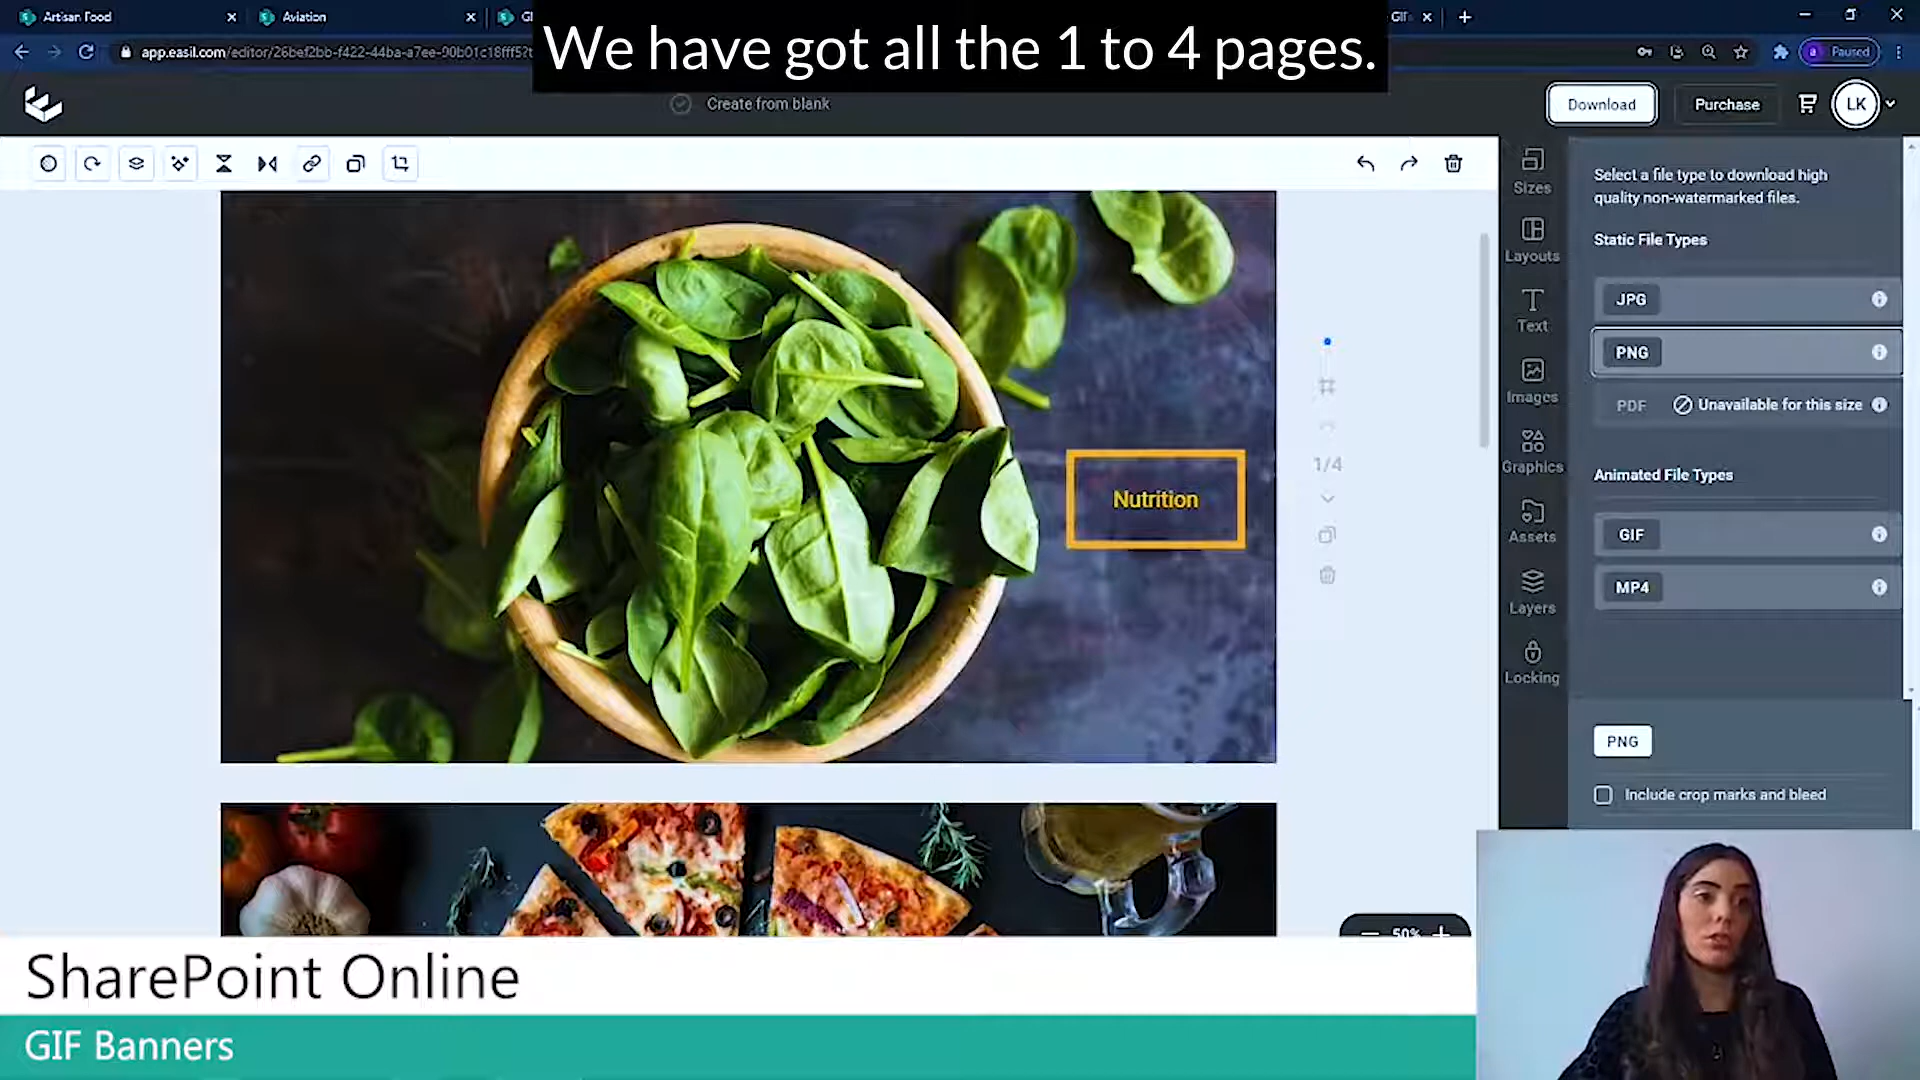 Artisan Food
Aviation
GIF
We have got all the 1 to 4 pages.
app.easil.com/editor/26bef2bb-f422-44ba-a7ee-90b01c18fff5?t
Paused
Create from blank
Download
Purchase
LK
Sizes
Layouts
Text
Images
Graphics
Assets
Layers
Locking
Select a file type to download high
quality non-watermarked files.
Static File Types
JPG
PNG
PDF
Unavailable for this size
Animated File Types
GIF
MP4
PNG
Include crop marks and bleed
Nutrition
1/4
50%
SharePoint Online
GIF Banners